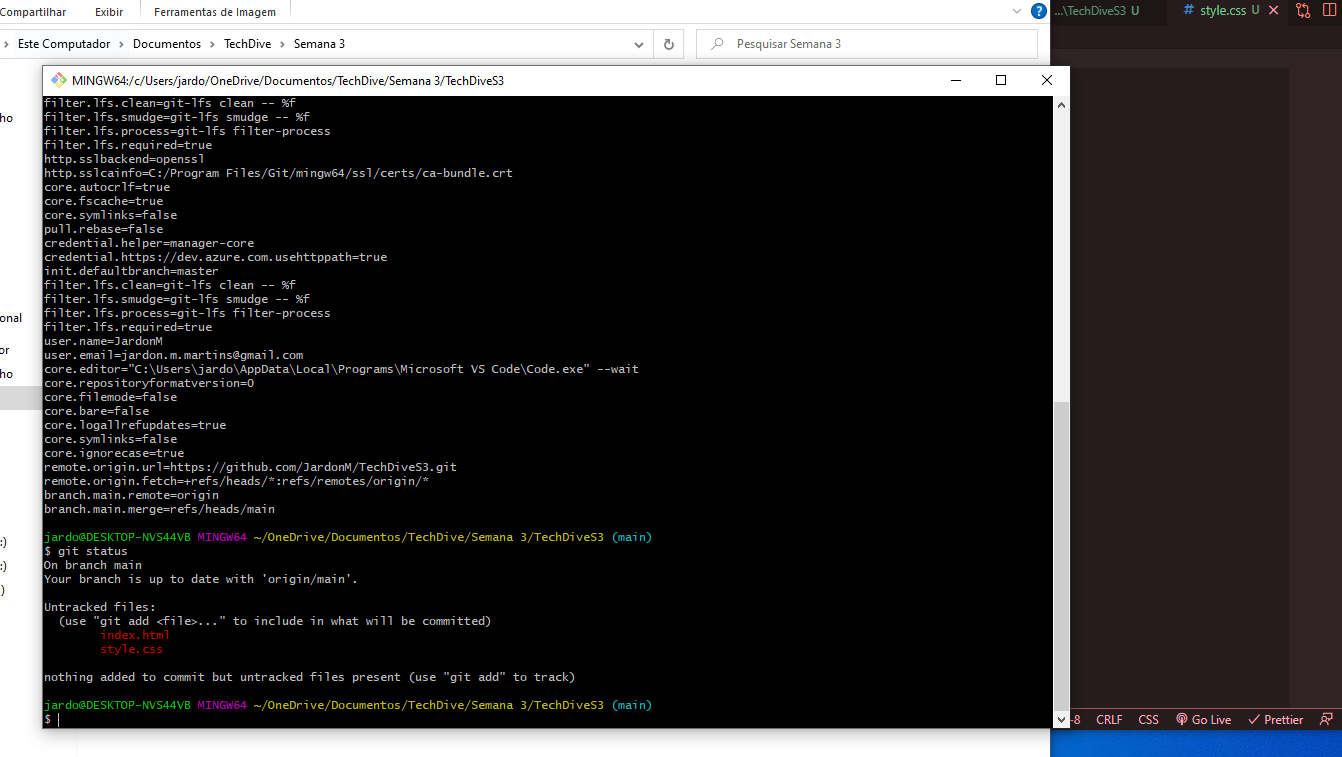 Compartilhar Exibir Ferramentas de Imagem ?
...\TechDiveS3 U # style.css U
Este Computador Documentos TechDive Semana 3 Pesquisar Semana 3
MINGW64:/c/Users/jardo/OneDrive/Documentos/TechDive/Semana 3/TechDiveS3
filter.lfs.clean=git-lfs clean -- %f
filter.lfs.smudge=git-lfs smudge -- %f
ho
filter.lfs.process=git-lfs filter-process
filter.lfs.required=true
http.sslbackend=openssl
http.sslcainfo=C:/Program Files/Git/mingw64/ssl/certs/ca-bundle.crt
core.autocrlf=true
core.fscache=true
core.symlinks=false
pull.rebase=false
credential.helper=manager-core
credential.https://dev.azure.com.usehttppath=true
init.defaultbranch=master
filter.lfs.clean=git-lfs clean -- %f
filter.lfs.smudge=git-lfs smudge -- %f
filter.lfs.process=git-lfs filter-process
onal
filter.lfs.required=true
user.name=JardonM
or
user.email=jardon.m.martins@gmail.com
core.editor="C:\Users\jardo\AppData\Local\Programs\Microsoft VS Code\Code.exe" --wait
ho
core.repositoryformatversion=0
core.filemode=false
core.bare=false
core.logallrefupdates=true
core.symlinks=false
core.ignorecase=true
remote.origin.url=https://github.com/JardonM/TechDiveS3.git
remote.origin.fetch=+refs/heads/*:refs/remotes/origin/*
branch.main.remote=origin
branch.main.merge=refs/heads/main
jardo@DESKTOP-NVS44VB MINGW64 ~/OneDrive/Documentos/TechDive/Semana 3/TechDiveS3 (main)
:)
$ git status
On branch main
:)
Your branch is up to date with 'origin/main'.
)
Untracked files:
(use "git add <file>..." to include in what will be committed)
index.html
style.css
nothing added to commit but untracked files present (use "git add" to track)
jardo@DESKTOP-NVS44VB MINGW64 ~/OneDrive/Documentos/TechDive/Semana 3/TechDiveS3 (main)
$
-8 CRLF CSS Go Live Prettier